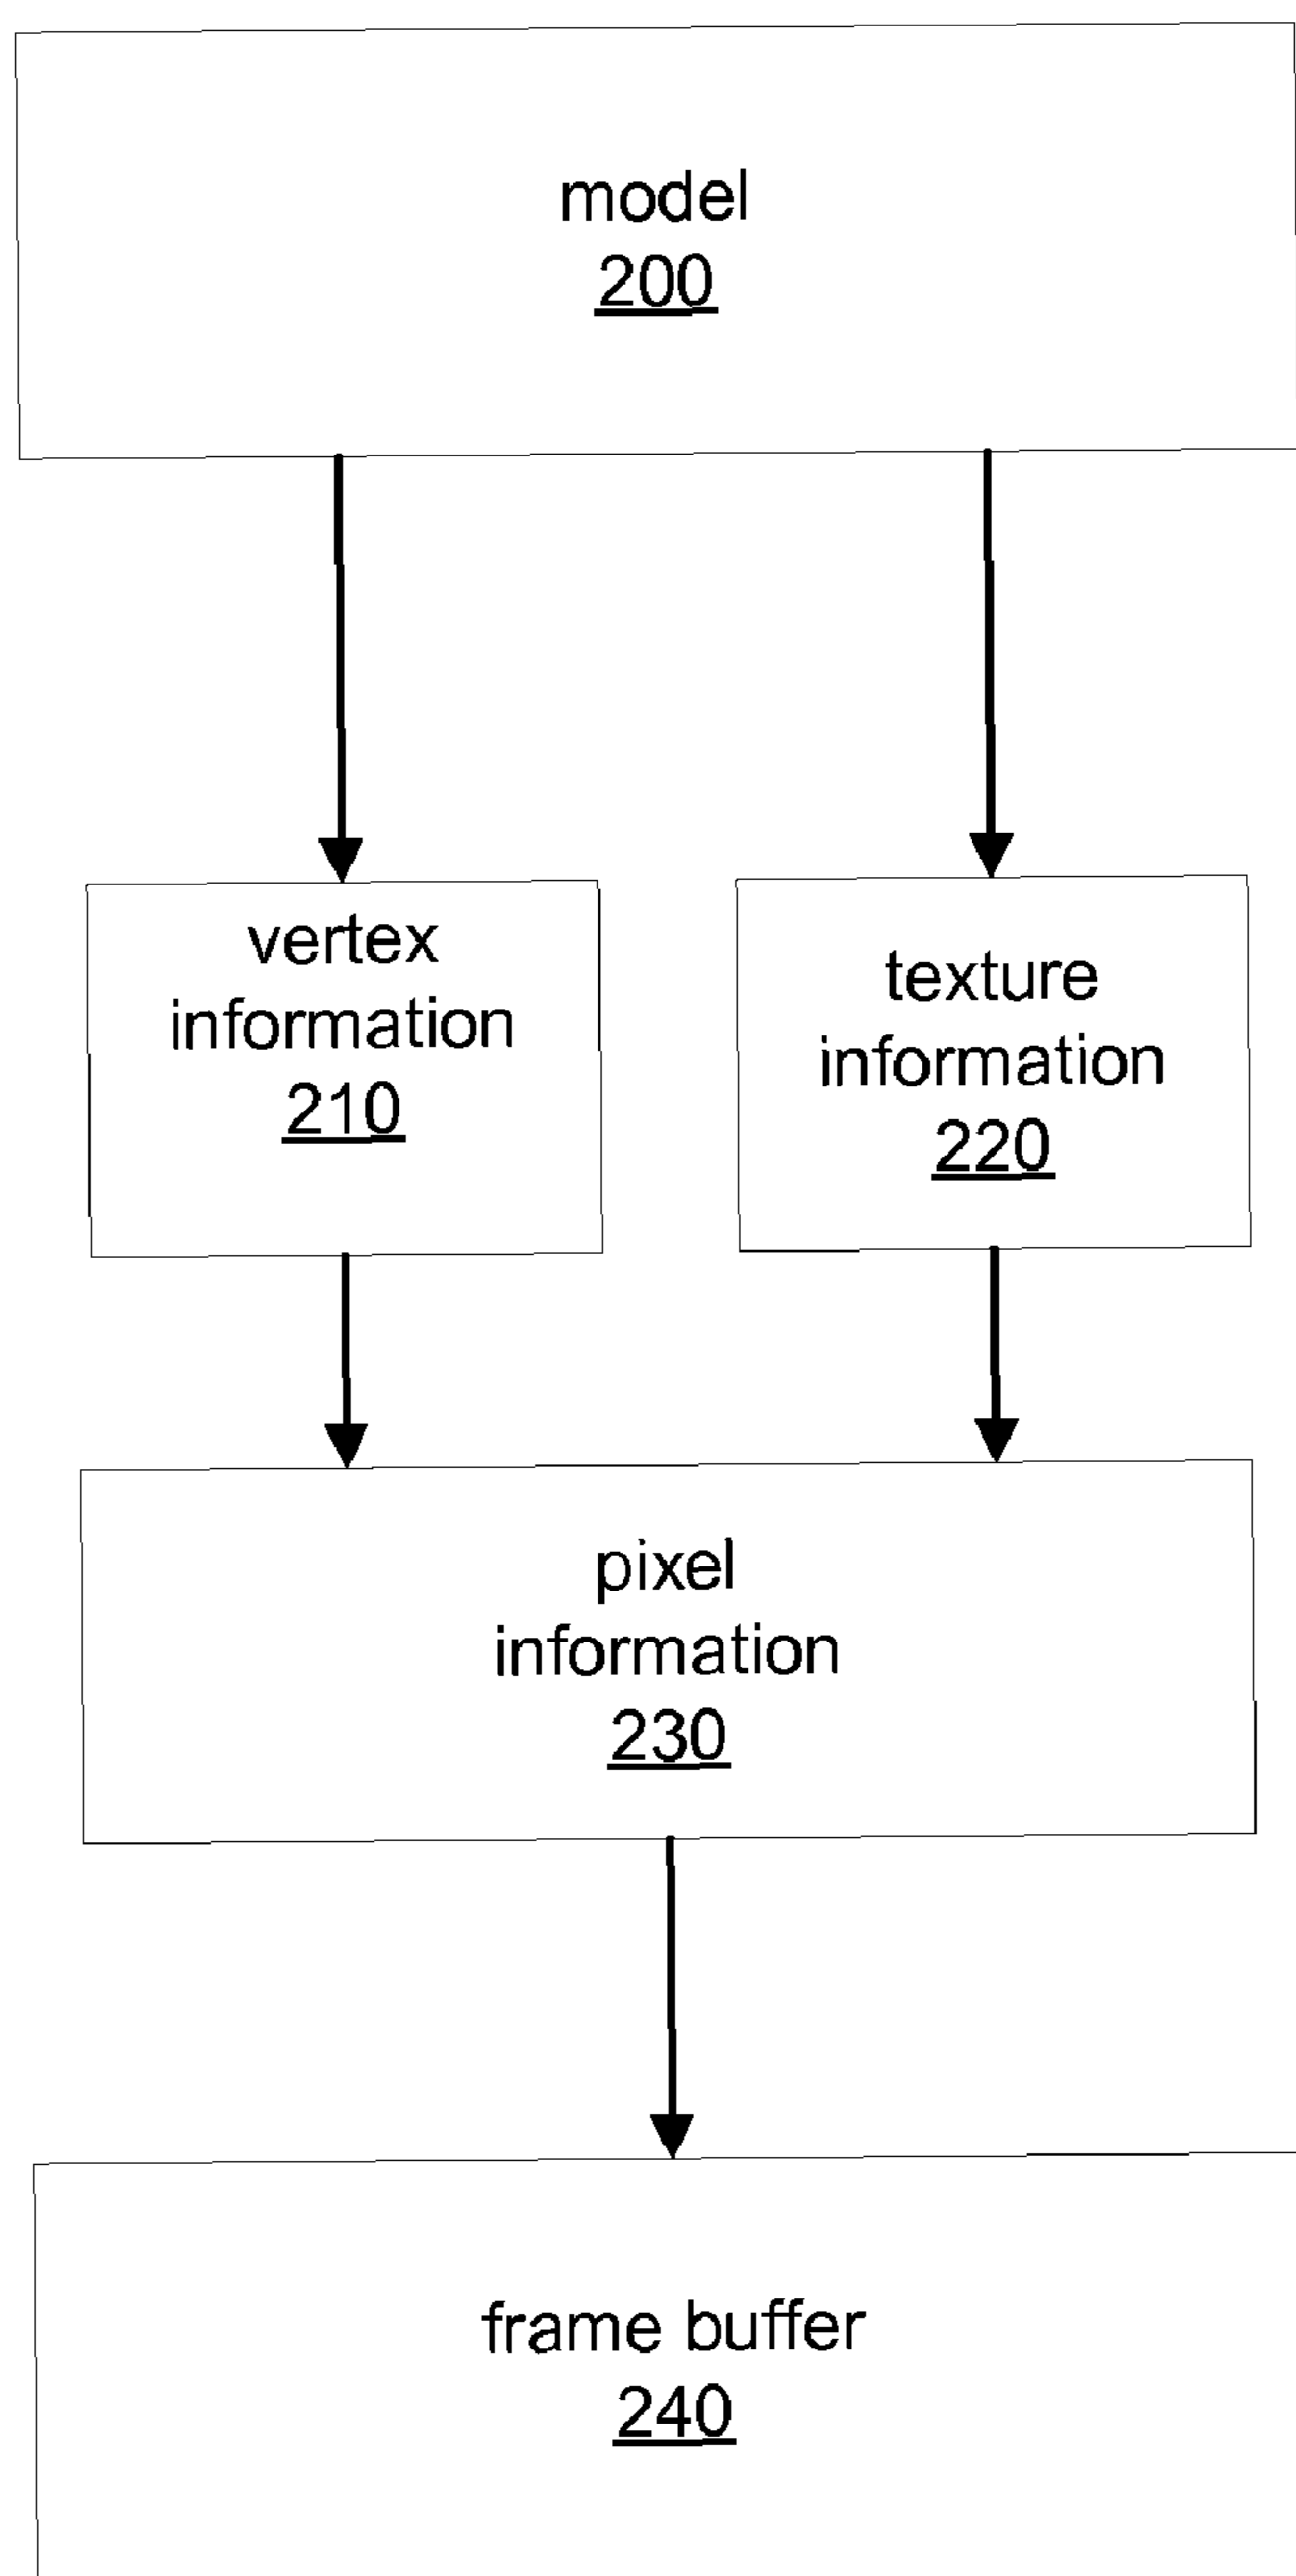 model
200
vertex
information
210
texture
information
220
pixel
information
230
frame buffer
240